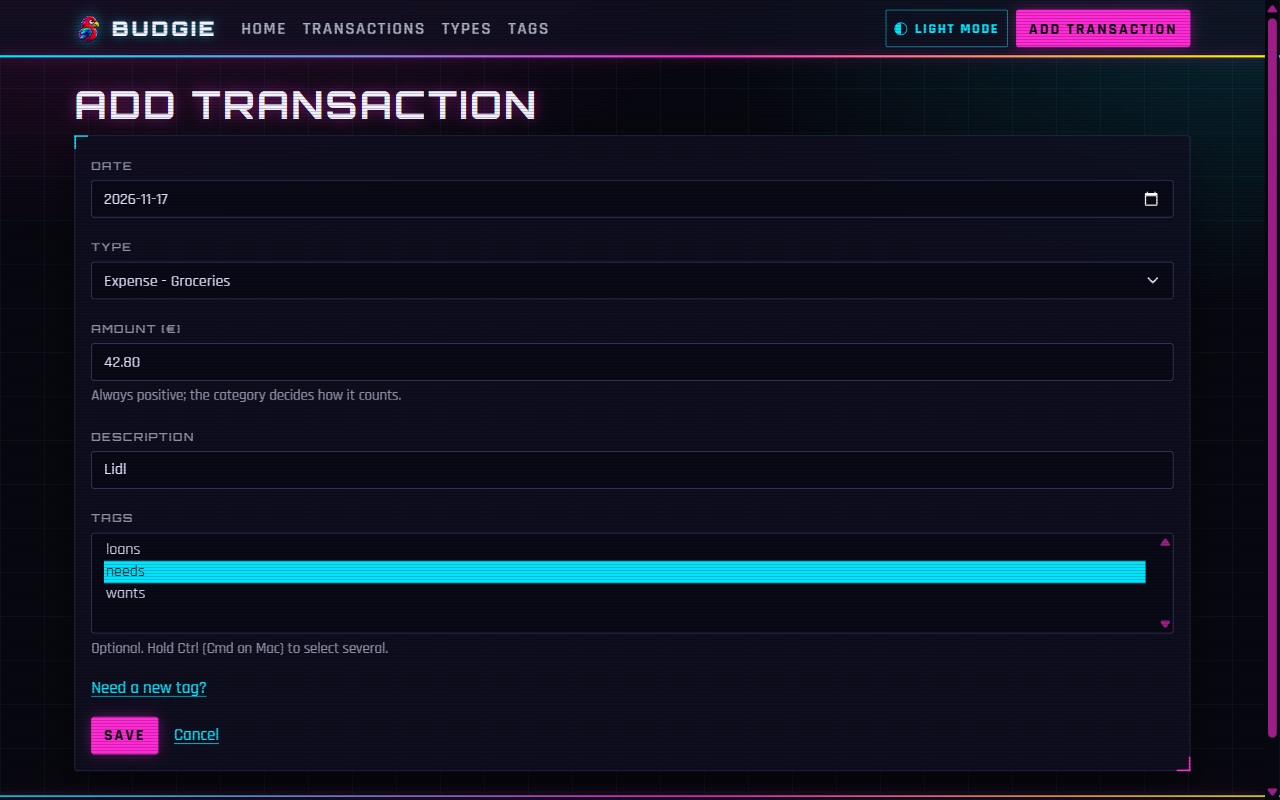 BUDGIE HOME TRANSACTIONS TYPES TAGS LIGHT MODE ADD TRANSACTION
ADD TRANSACTION
DATE
2026-11-17
TYPE
Expense - Groceries
AMOUNT (€)
42.80
Always positive; the category decides how it counts.
DESCRIPTION
Lidl
TAGS
loans
needs
wants
Optional. Hold Ctrl (Cmd on Mac) to select several.
Need a new tag?
SAVE Cancel